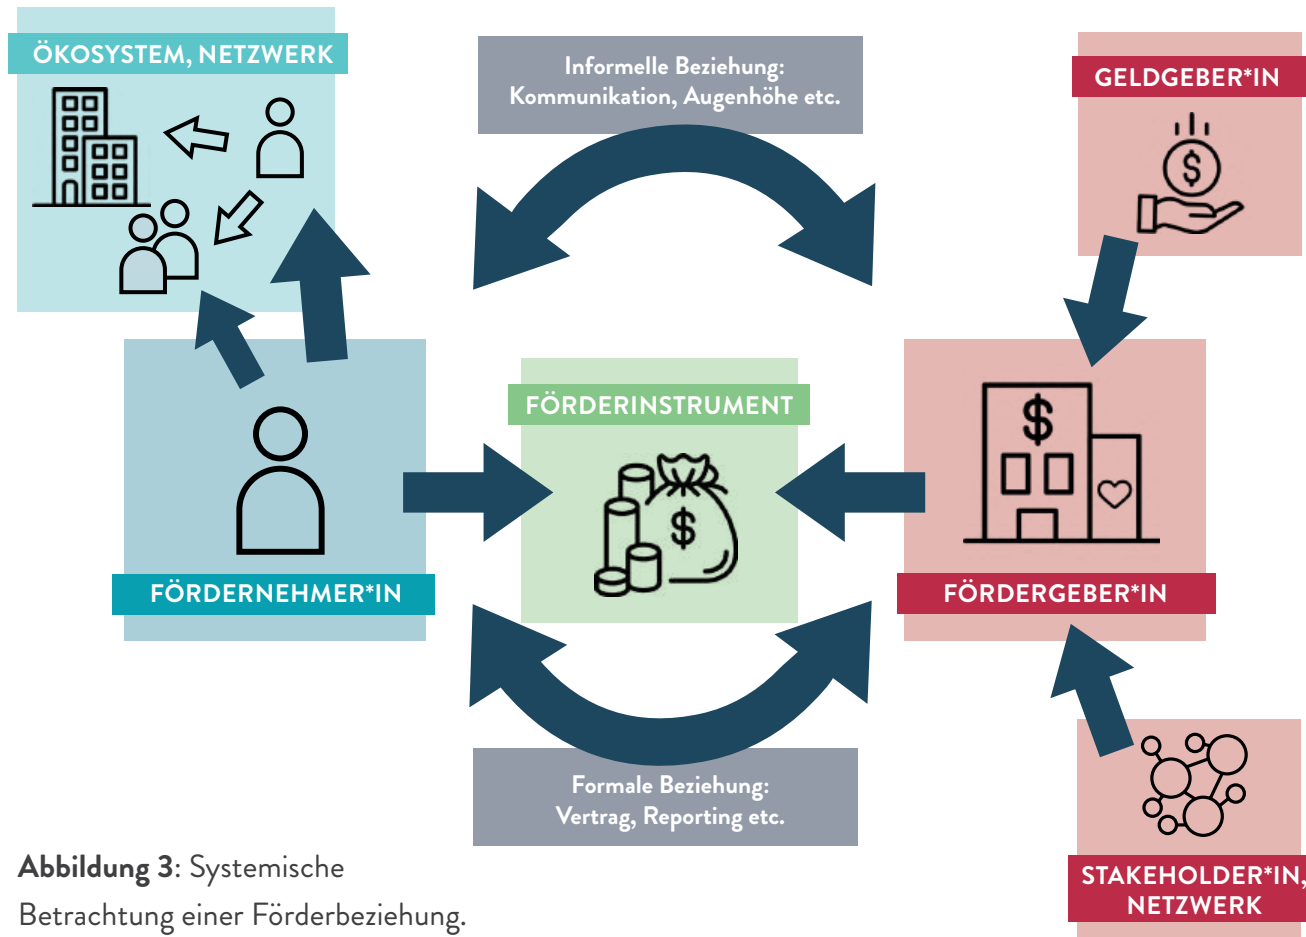 ÖKOSYSTEM, NETZWERK
Informelle Beziehung:
Kommunikation, Augenhöhe etc.
GELDGEBER*IN
$
FÖRDERINSTRUMENT
$
$
FÖRDERNEHMER*IN
FÖRDERGEBER*IN
Formale Beziehung:
Vertrag, Reporting etc.
STAKEHOLDER*IN,
NETZWERK
Abbildung 3: Systemische
Betrachtung einer Förderbeziehung.